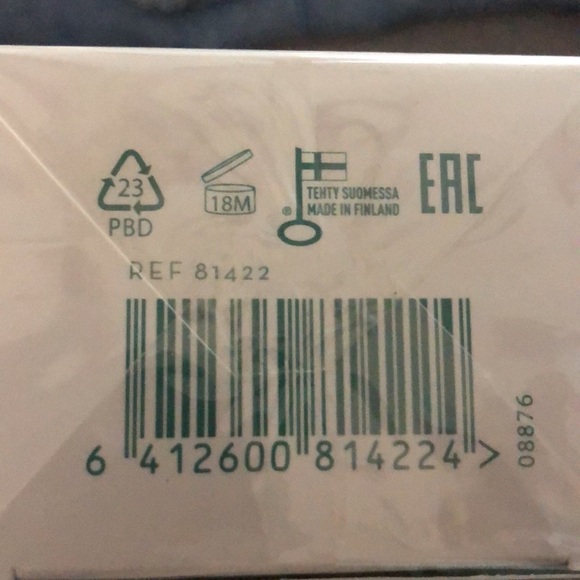 23
PBD
18M
®
TEHTY SUOMESSA
MADE IN FINLAND
EAC
REF 81422
6 412600 814224 >
08876